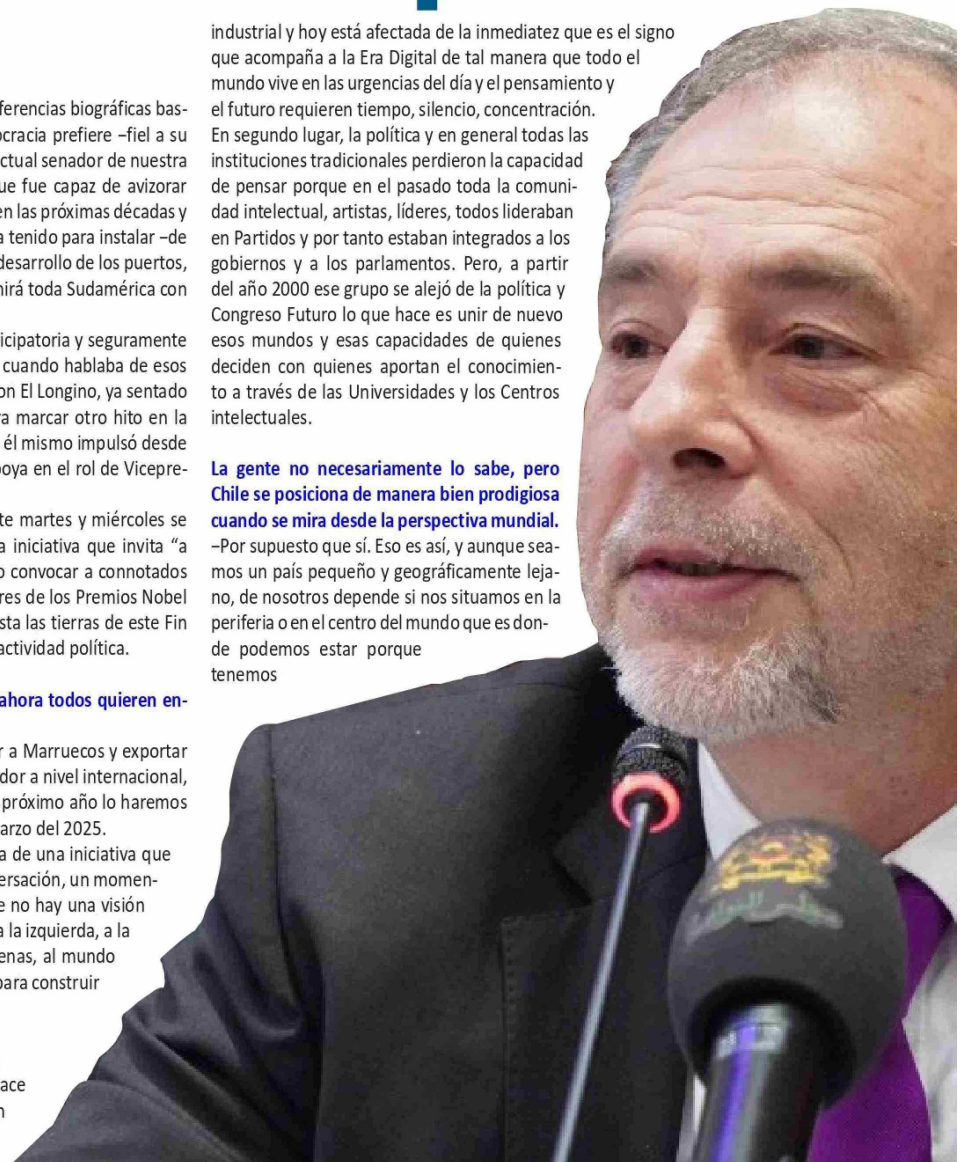 ferencias biográficas bas-
ocracia prefiere –fiel a su
ctual senador de nuestra
ue fue capaz de avizorar
en las próximas décadas y
a tenido para instalar –de
desarrollo de los puertos,
nirá toda Sudamérica con
icipatoria y seguramente
cuando hablaba de esos
on El Longino, ya sentado
ra marcar otro hito en la
él mismo impulsó desde
poya en el rol de Vicepre-
te martes y miércoles se
a iniciativa que invita “a
o convocar a connotados
res de los Premios Nobel
sta las tierras de este Fin
actividad política.
ahora todos quieren en-
r a Marruecos y exportar
dor a nivel internacional,
próximo año lo haremos
arzo del 2025.
a de una iniciativa que
ersación, un momen-
e no hay una visión
a la izquierda, a la
enas, al mundo
para construir
ace
n
industrial y hoy está afectada de la inmediatez que es el signo
que acompaña a la Era Digital de tal manera que todo el
mundo vive en las urgencias del día y el pensamiento y
el futuro requieren tiempo, silencio, concentración.
En segundo lugar, la política y en general todas las
instituciones tradicionales perdieron la capacidad
de pensar porque en el pasado toda la comuni-
dad intelectual, artistas, líderes, todos lideraban
en Partidos y por tanto estaban integrados a los
gobiernos y a los parlamentos. Pero, a partir
del año 2000 ese grupo se alejó de la política y
Congreso Futuro lo que hace es unir de nuevo
esos mundos y esas capacidades de quienes
deciden con quienes aportan el conocimien-
to a través de las Universidades y los Centros
intelectuales.
La gente no necesariamente lo sabe, pero
Chile se posiciona de manera bien prodigiosa
cuando se mira desde la perspectiva mundial.
–Por supuesto que sí. Eso es así, y aunque sea-
mos un país pequeño y geográficamente leja-
no, de nosotros depende si nos situamos en la
periferia o en el centro del mundo que es don-
de podemos estar porque
tenemos
مجلس النواب